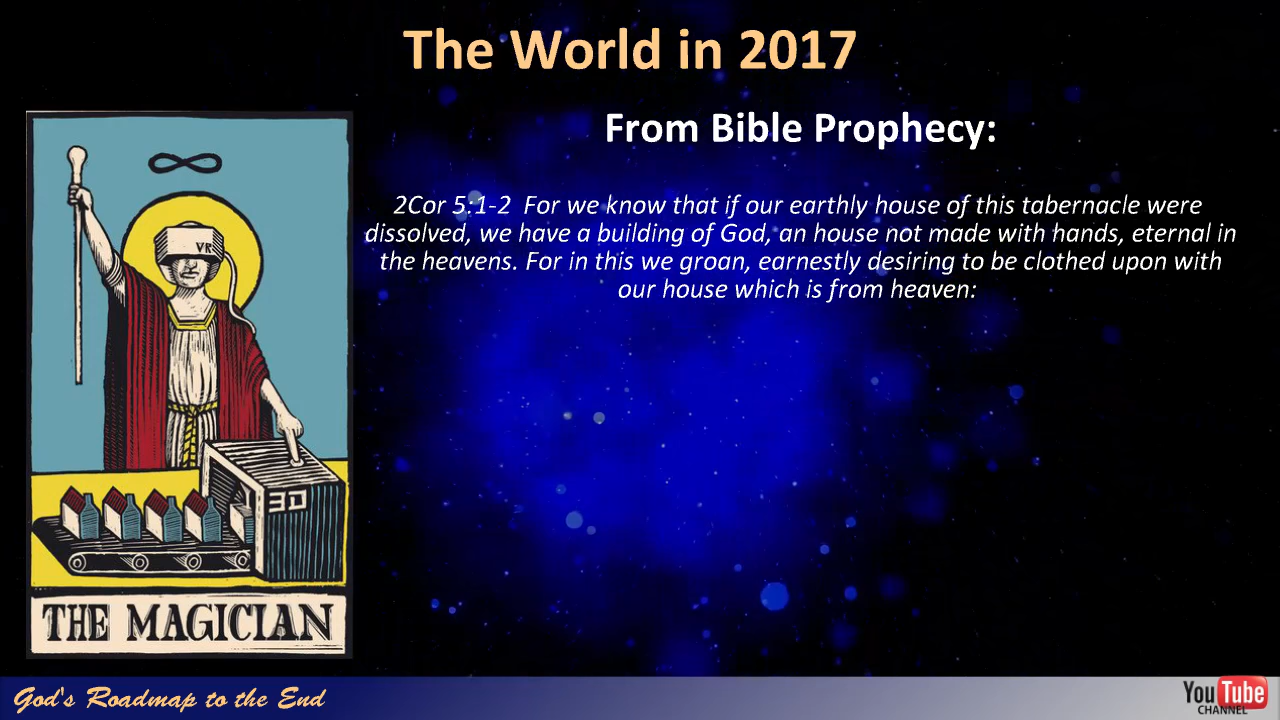 The World in 2017
From Bible Prophecy:
2Cor 5:1-2  For we know that if our earthly house of this tabernacle were
dissolved, we have a building of God, an house not made with hands, eternal in
the heavens. For in this we groan, earnestly desiring to be clothed upon with
our house which is from heaven:
VR
3D
THE MAGICIAN
God's Roadmap to the End
YouTube
CHANNEL